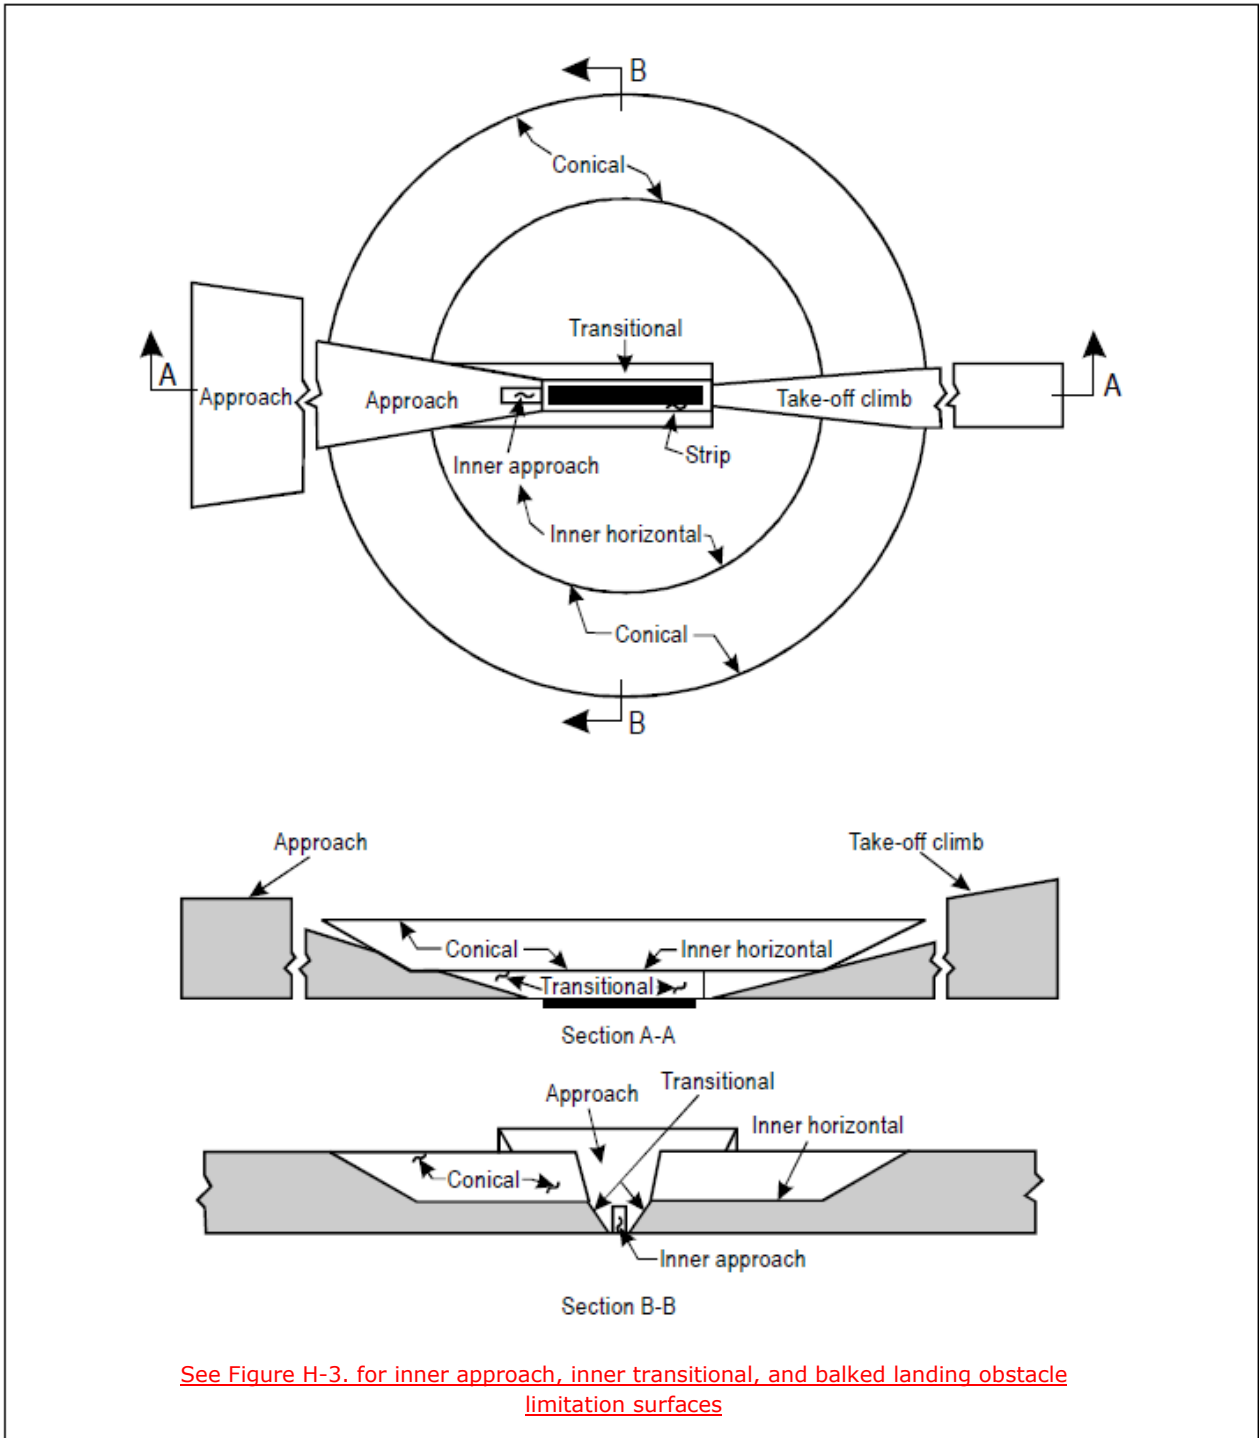 B
Conical
Transitional
A
Approach
Approach
Take-off climb
A
Inner approach
Strip
Inner horizontal
Conical
B
Approach
Take-off climb
Conical
Inner horizontal
Transitional
Section A-A
Approach
Transitional
Inner horizontal
Conical
Inner approach
Section B-B
See Figure H-3. for inner approach, inner transitional, and balked landing obstacle
limitation surfaces